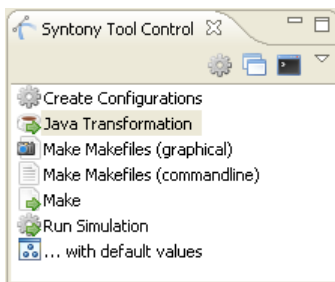 Syntony Tool Control
Create Configurations
Java Transformation
Make Makefiles (graphical)
Make Makefiles (commandline)
Make
Run Simulation
... with default values